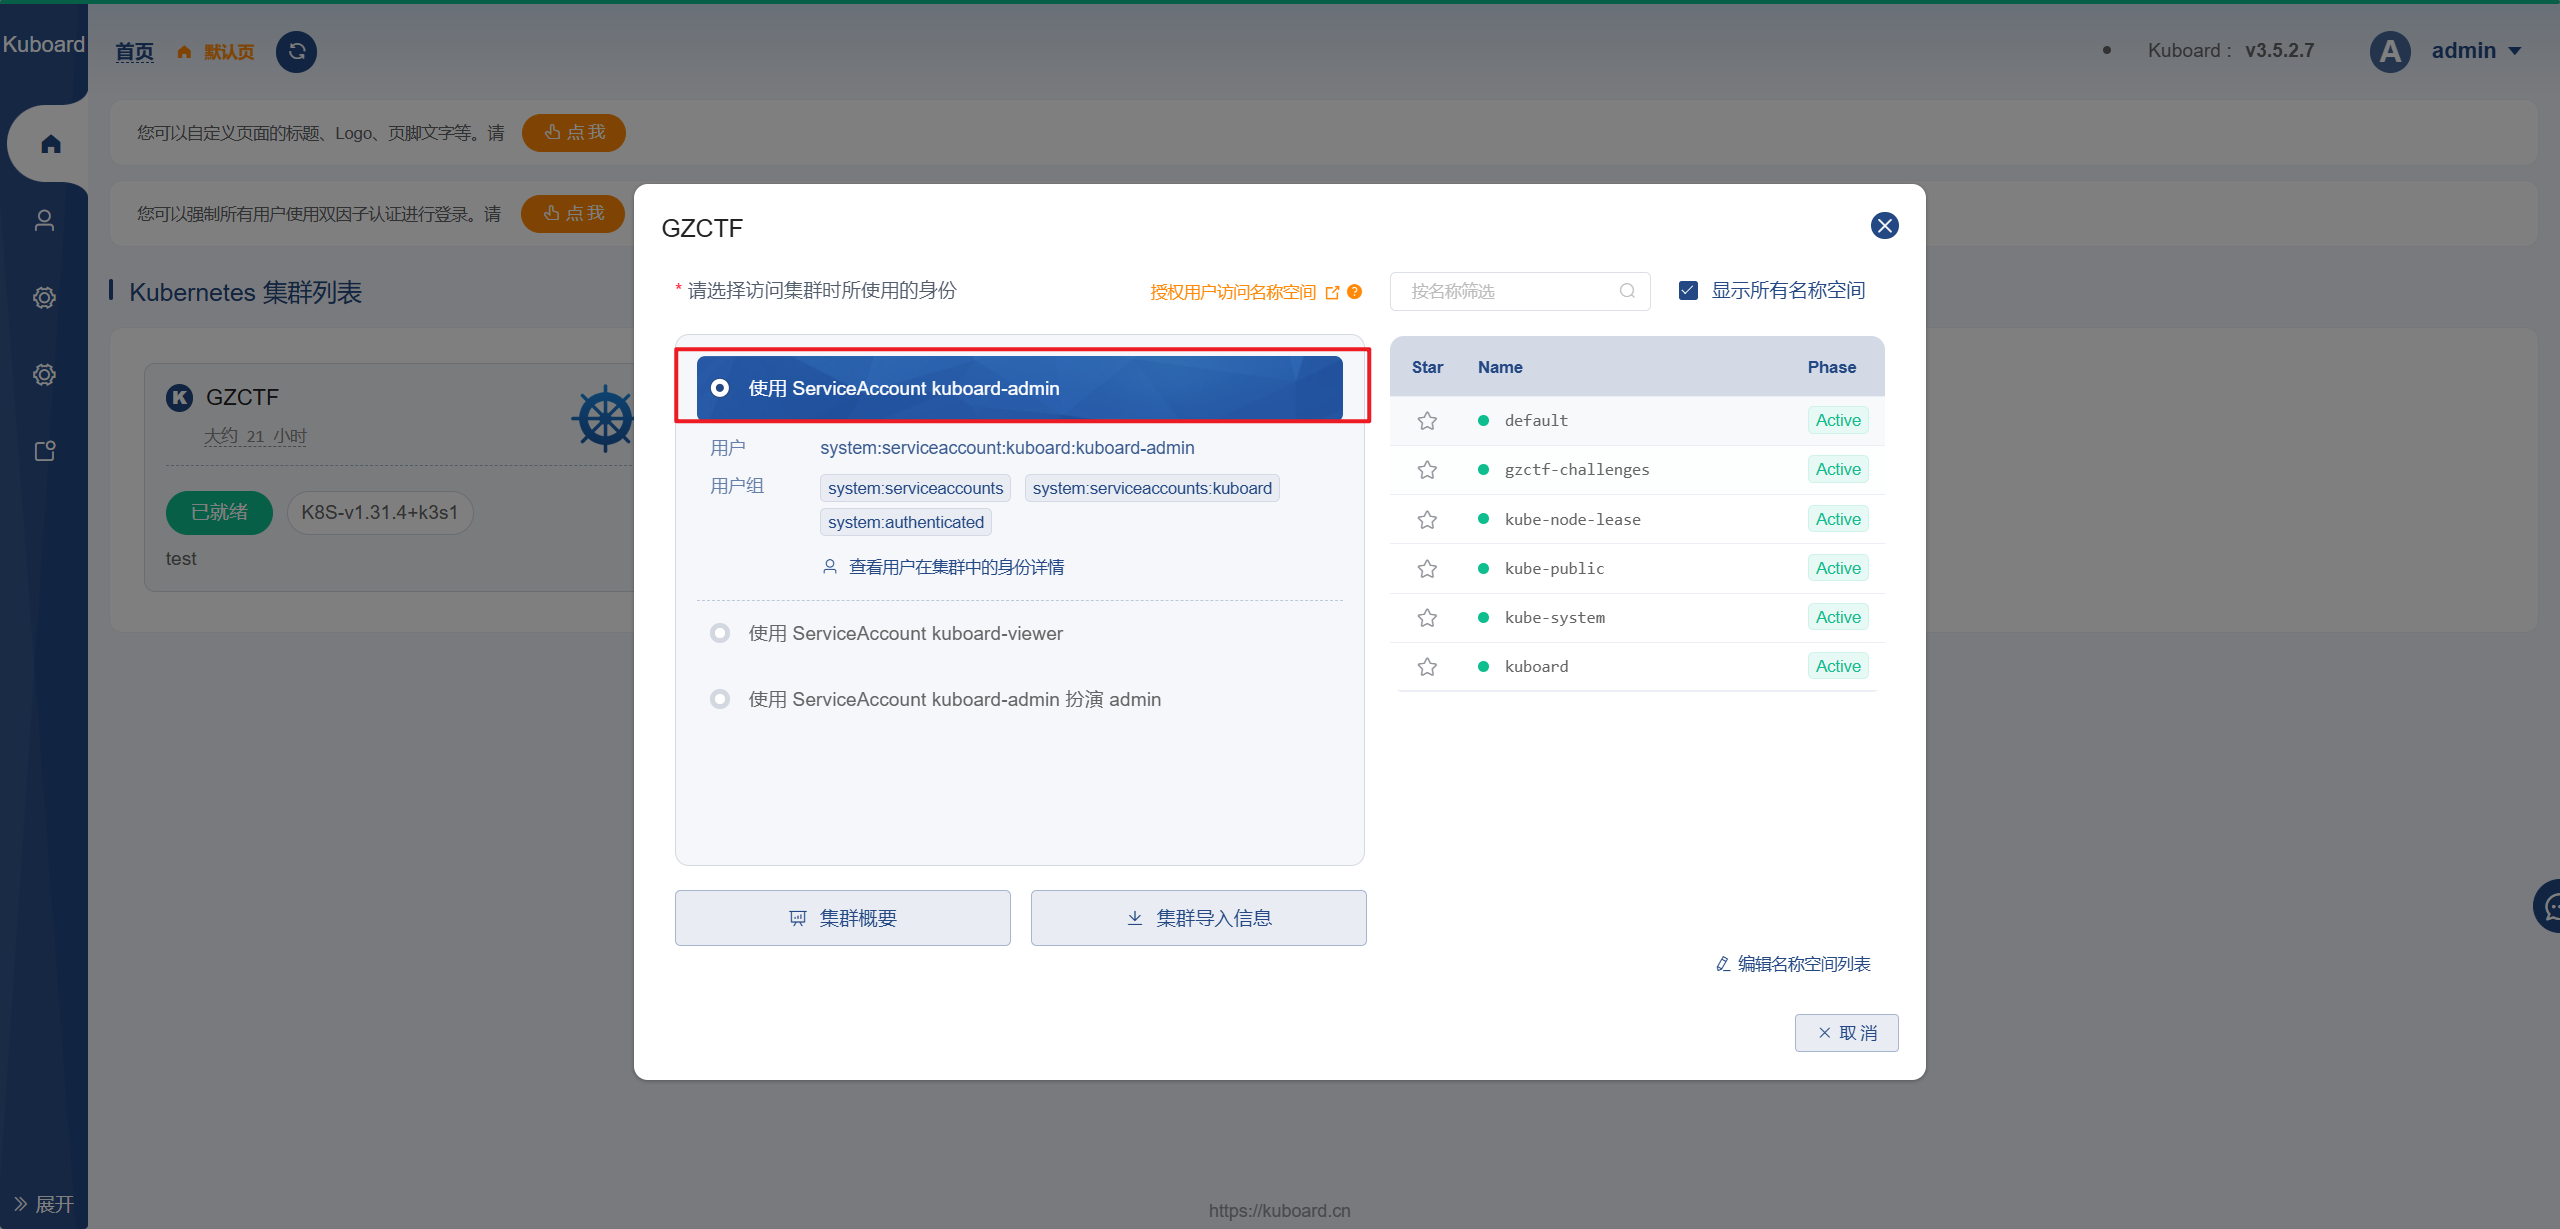 Kuboard
首页 默认页
Kuboard : v3.5.2.7
A admin
您可以自定义页面的标题、Logo、页脚文字等。请 点 我
您可以强制所有用户使用双因子认证进行登录。请 点 我
Kubernetes 集群列表
K GZCTF
大约 21 小时
已就绪 K8S-v1.31.4+k3s1
test
展开
GZCTF
* 请选择访问集群时所使用的身份
授权用户访问名称空间 ?
按名称筛选
显示所有名称空间
使用 ServiceAccount kuboard-admin
用户 system:serviceaccount:kuboard:kuboard-admin
用户组 system:serviceaccounts system:serviceaccounts:kuboard
system:authenticated
查看用户在集群中的身份详情
使用 ServiceAccount kuboard-viewer
使用 ServiceAccount kuboard-admin 扮演 admin
集群概要 集群导入信息
Star Name Phase
default Active
gzctf-challenges Active
kube-node-lease Active
kube-public Active
kube-system Active
kuboard Active
编辑名称空间列表
取 消
https://kuboard.cn